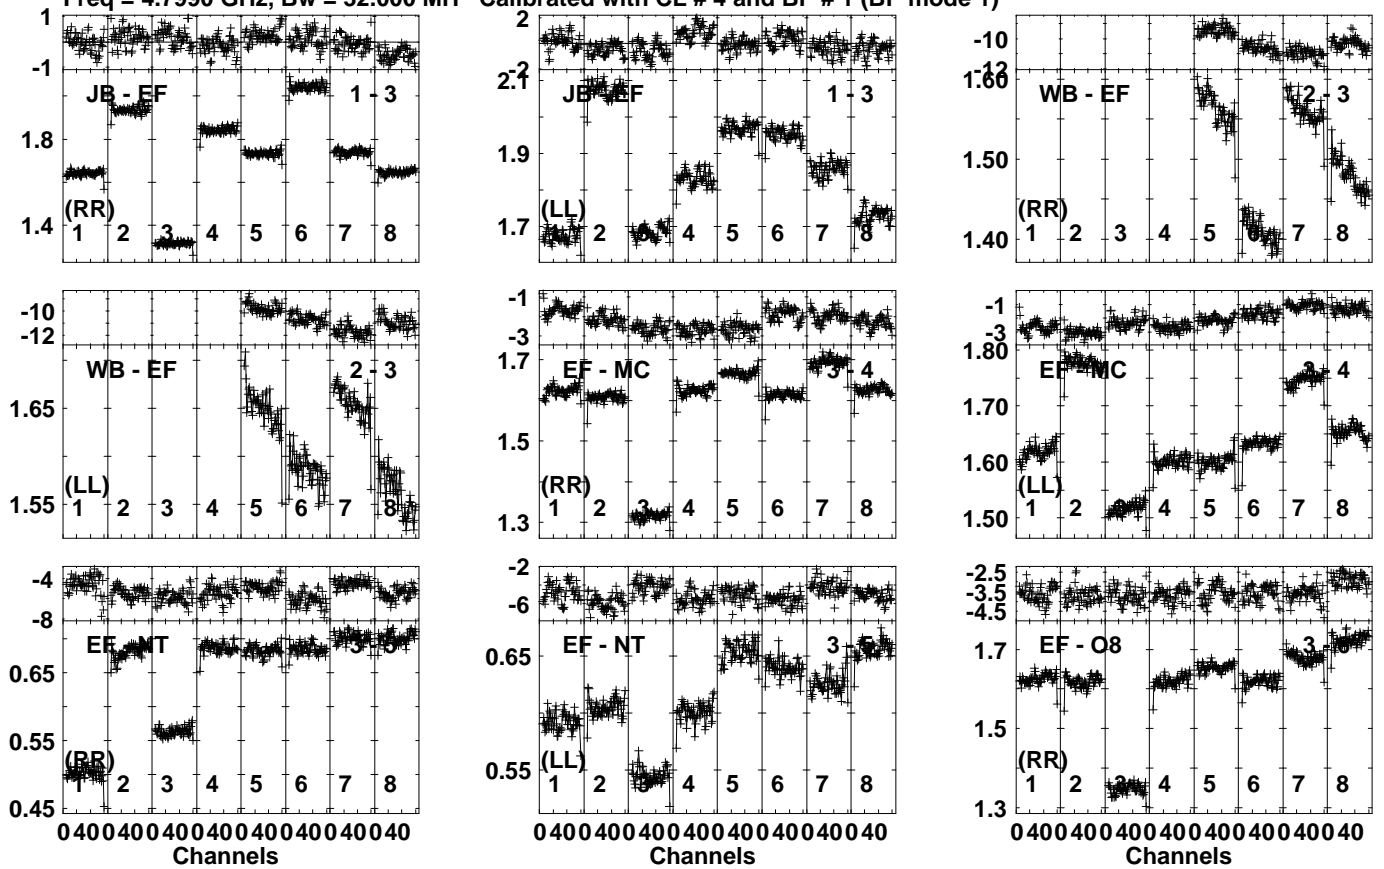 Freq = 4.7990 GHz, Bw = 32.000 MH Calibrated with CL # 4 and BP # 1 (BP mode 1)
1
-1
JB - EF 1 - 3
1.8
1.4
(RR)
1 2 3 4 5 6 7 8
2
-2
2.1
JB - EF 1 - 3
1.9
1.7
(LL)
1 2 3 4 5 6 7 8
-10
-12
1.60
WB - EF 2 - 3
1.50
1.40
(RR)
1 2 3 4 5 6 7 8
-10
-12
WB - EF 2 - 3
1.65
1.55
(LL)
1 2 3 4 5 6 7 8
-1
-3
1.7
EF - MC 3 - 4
1.5
1.3
(RR)
1 2 3 4 5 6 7 8
-1
-3
1.80
EF - MC 3 - 4
1.70
1.60
1.50
(LL)
1 2 3 4 5 6 7 8
-4
-8
EF - NT 3 - 5
0.65
0.55
0.45
(RR)
1 2 3 4 5 6 7 8
0 40 0 40 0 40 0 40 0 40 0 40 0 40 0 40
Channels
-2
-6
EF - NT 3 - 5
0.65
0.55
(LL)
1 2 3 4 5 6 7 8
0 40 0 40 0 40 0 40 0 40 0 40 0 40 0 40
Channels
-2.5
-3.5
-4.5
EF - O8 3 - 6
1.7
1.5
1.3
(RR)
1 2 3 4 5 6 7 8
0 40 0 40 0 40 0 40 0 40 0 40 0 40 0 40
Channels